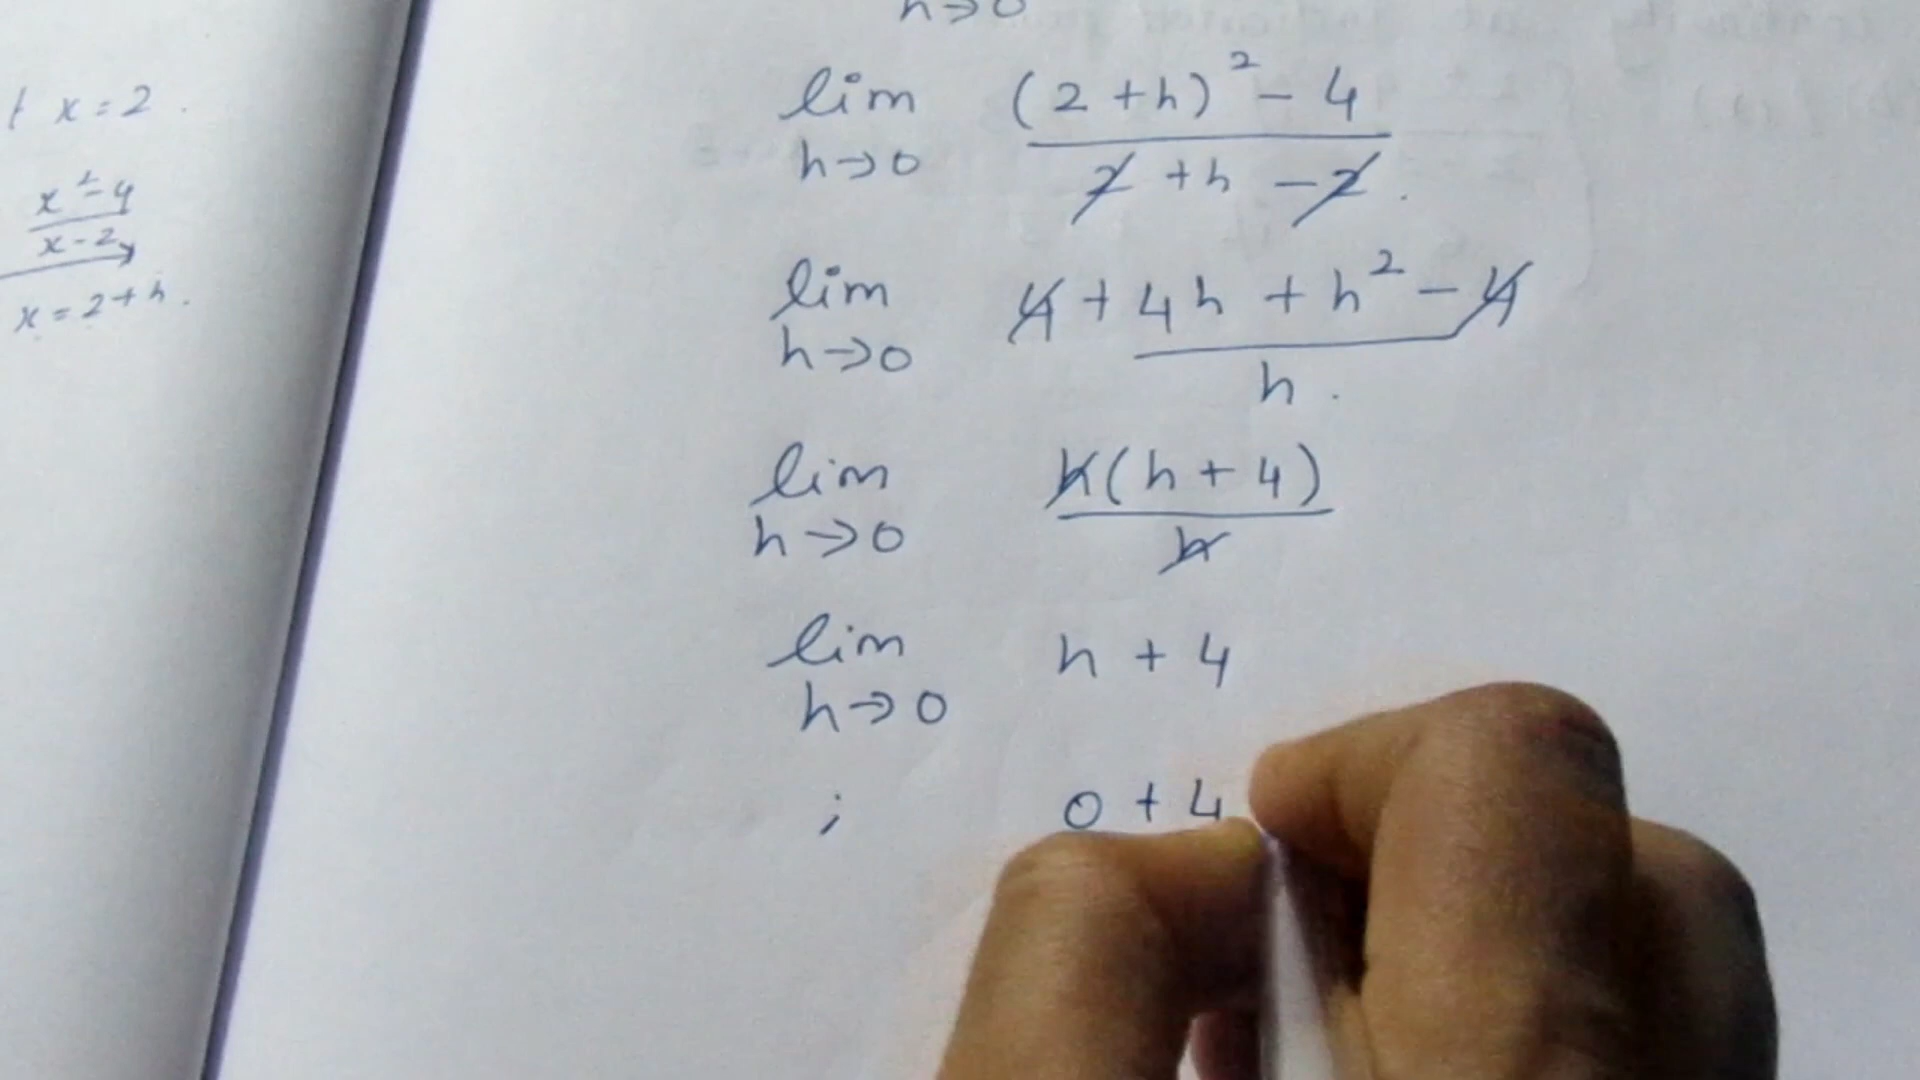 x = 2 .
x² - 4
x - 2
x = 2 + h .
h → 0
lim (2 + h)² - 4
h → 0 2 + h - 2 .
lim 4 + 4h + h² - 4
h → 0 h .
lim h(h + 4)
h → 0 h
lim h + 4
h → 0
; 0 + 4